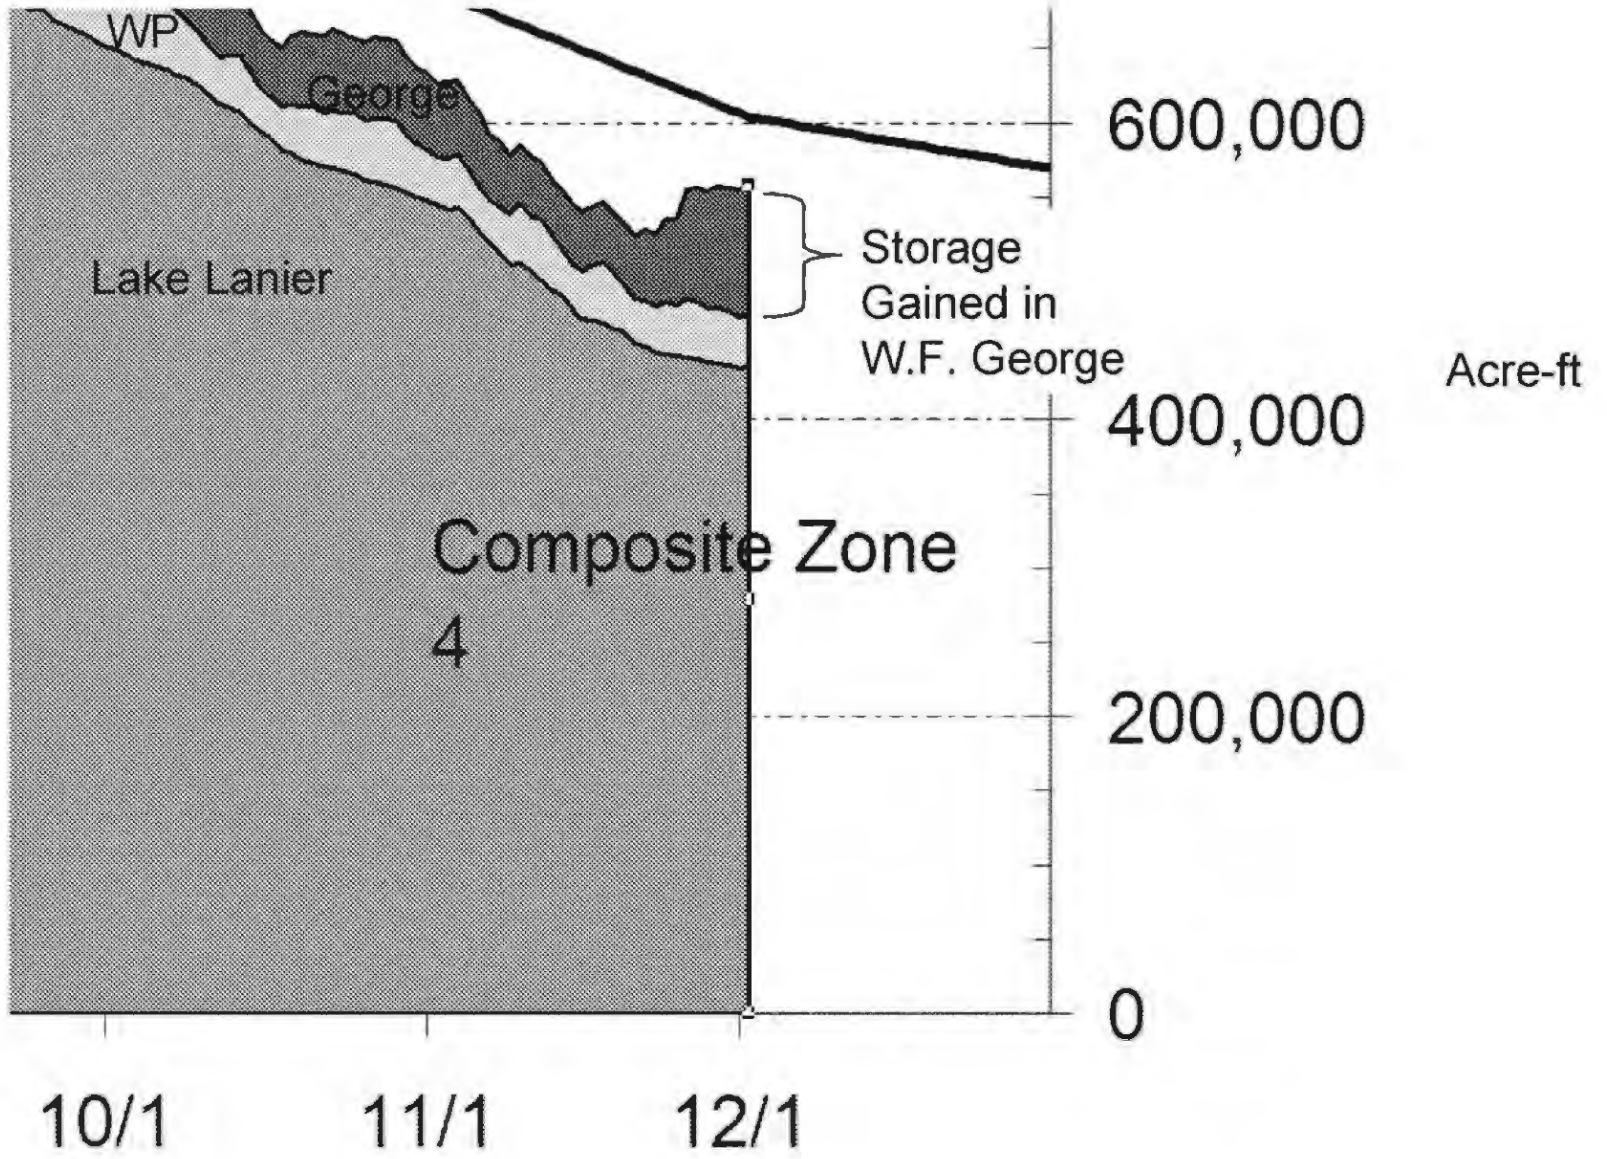 WP
George
600,000
Lake Lanier
Storage
Gained in
W.F. George
Acre-ft
400,000
Composite Zone
4
200,000
0
10/1
11/1
12/1